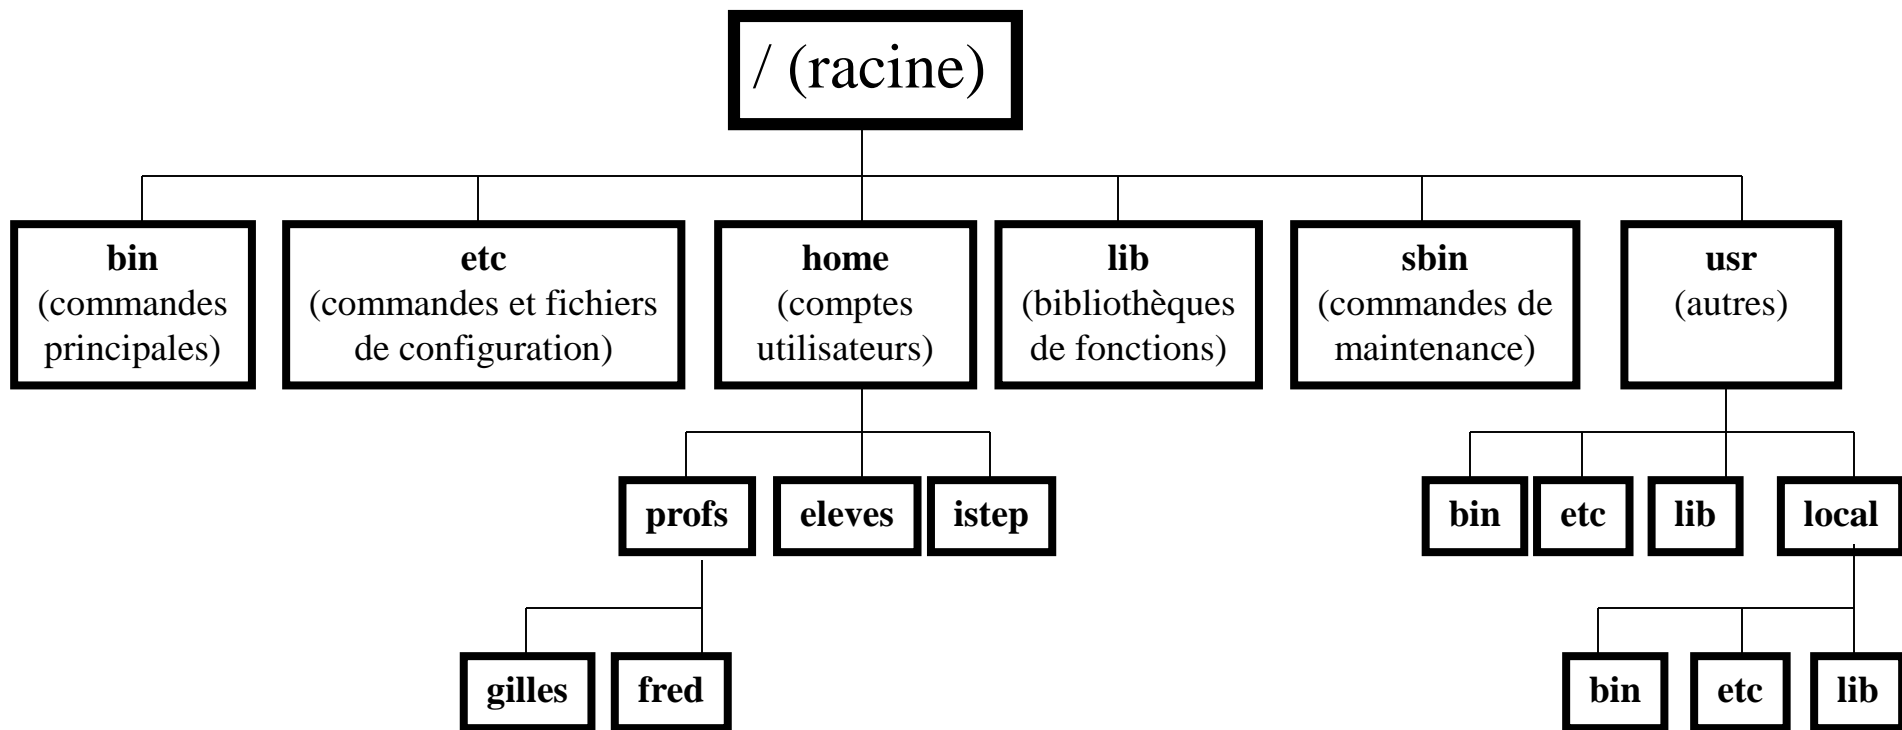 / (racine)
bin
(commandes
principales)
etc
(commandes et fichiers
de configuration)
home
(comptes
utilisateurs)
lib
(bibliothèques
de fonctions)
sbin
(commandes de
maintenance)
usr
(autres)
profs
eleves
istep
bin
etc
lib
local
gilles
fred
bin
etc
lib